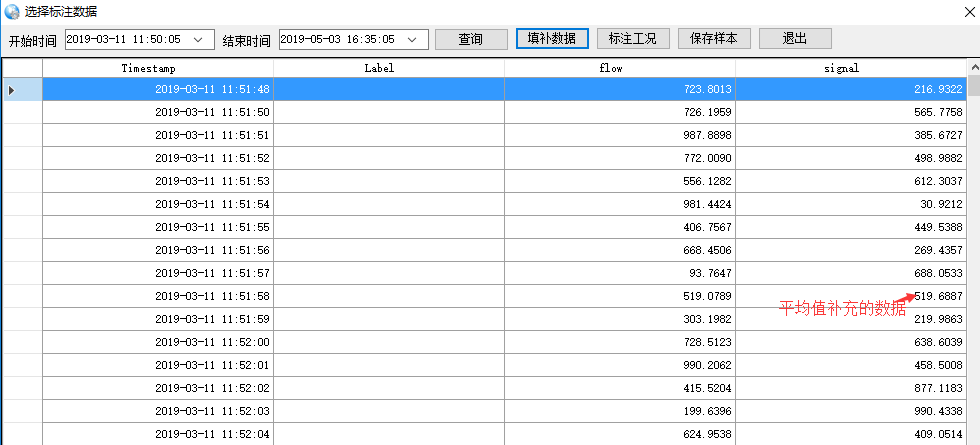 选择标注数据
开始时间 2019-03-11 11:50:05 结束时间 2019-05-03 16:35:05 查询 填补数据 标注工况 保存样本 退出
Timestamp Label flow signal
2019-03-11 11:51:48 723.8013 216.9322
2019-03-11 11:51:50 726.1959 565.7758
2019-03-11 11:51:51 987.8898 385.6727
2019-03-11 11:51:52 772.0090 498.9882
2019-03-11 11:51:53 556.1282 612.3037
2019-03-11 11:51:54 981.4424 30.9212
2019-03-11 11:51:55 406.7567 449.5388
2019-03-11 11:51:56 668.4506 269.4357
2019-03-11 11:51:57 93.7647 688.0533
2019-03-11 11:51:58 519.0789 519.6887
平均值补充的数据
2019-03-11 11:51:59 303.1982 219.9863
2019-03-11 11:52:00 728.5123 638.6039
2019-03-11 11:52:01 990.2062 458.5008
2019-03-11 11:52:02 415.5204 877.1183
2019-03-11 11:52:03 199.6396 990.4338
2019-03-11 11:52:04 624.9538 409.0514